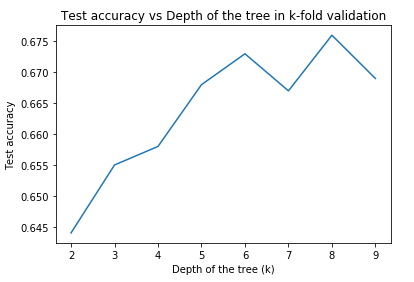 Test accuracy vs Depth of the tree in k-fold validation
0.675
0.670
0.665
0.660
0.655
0.650
0.645
Test accuracy
2 3 4 5 6 7 8 9
Depth of the tree (k)